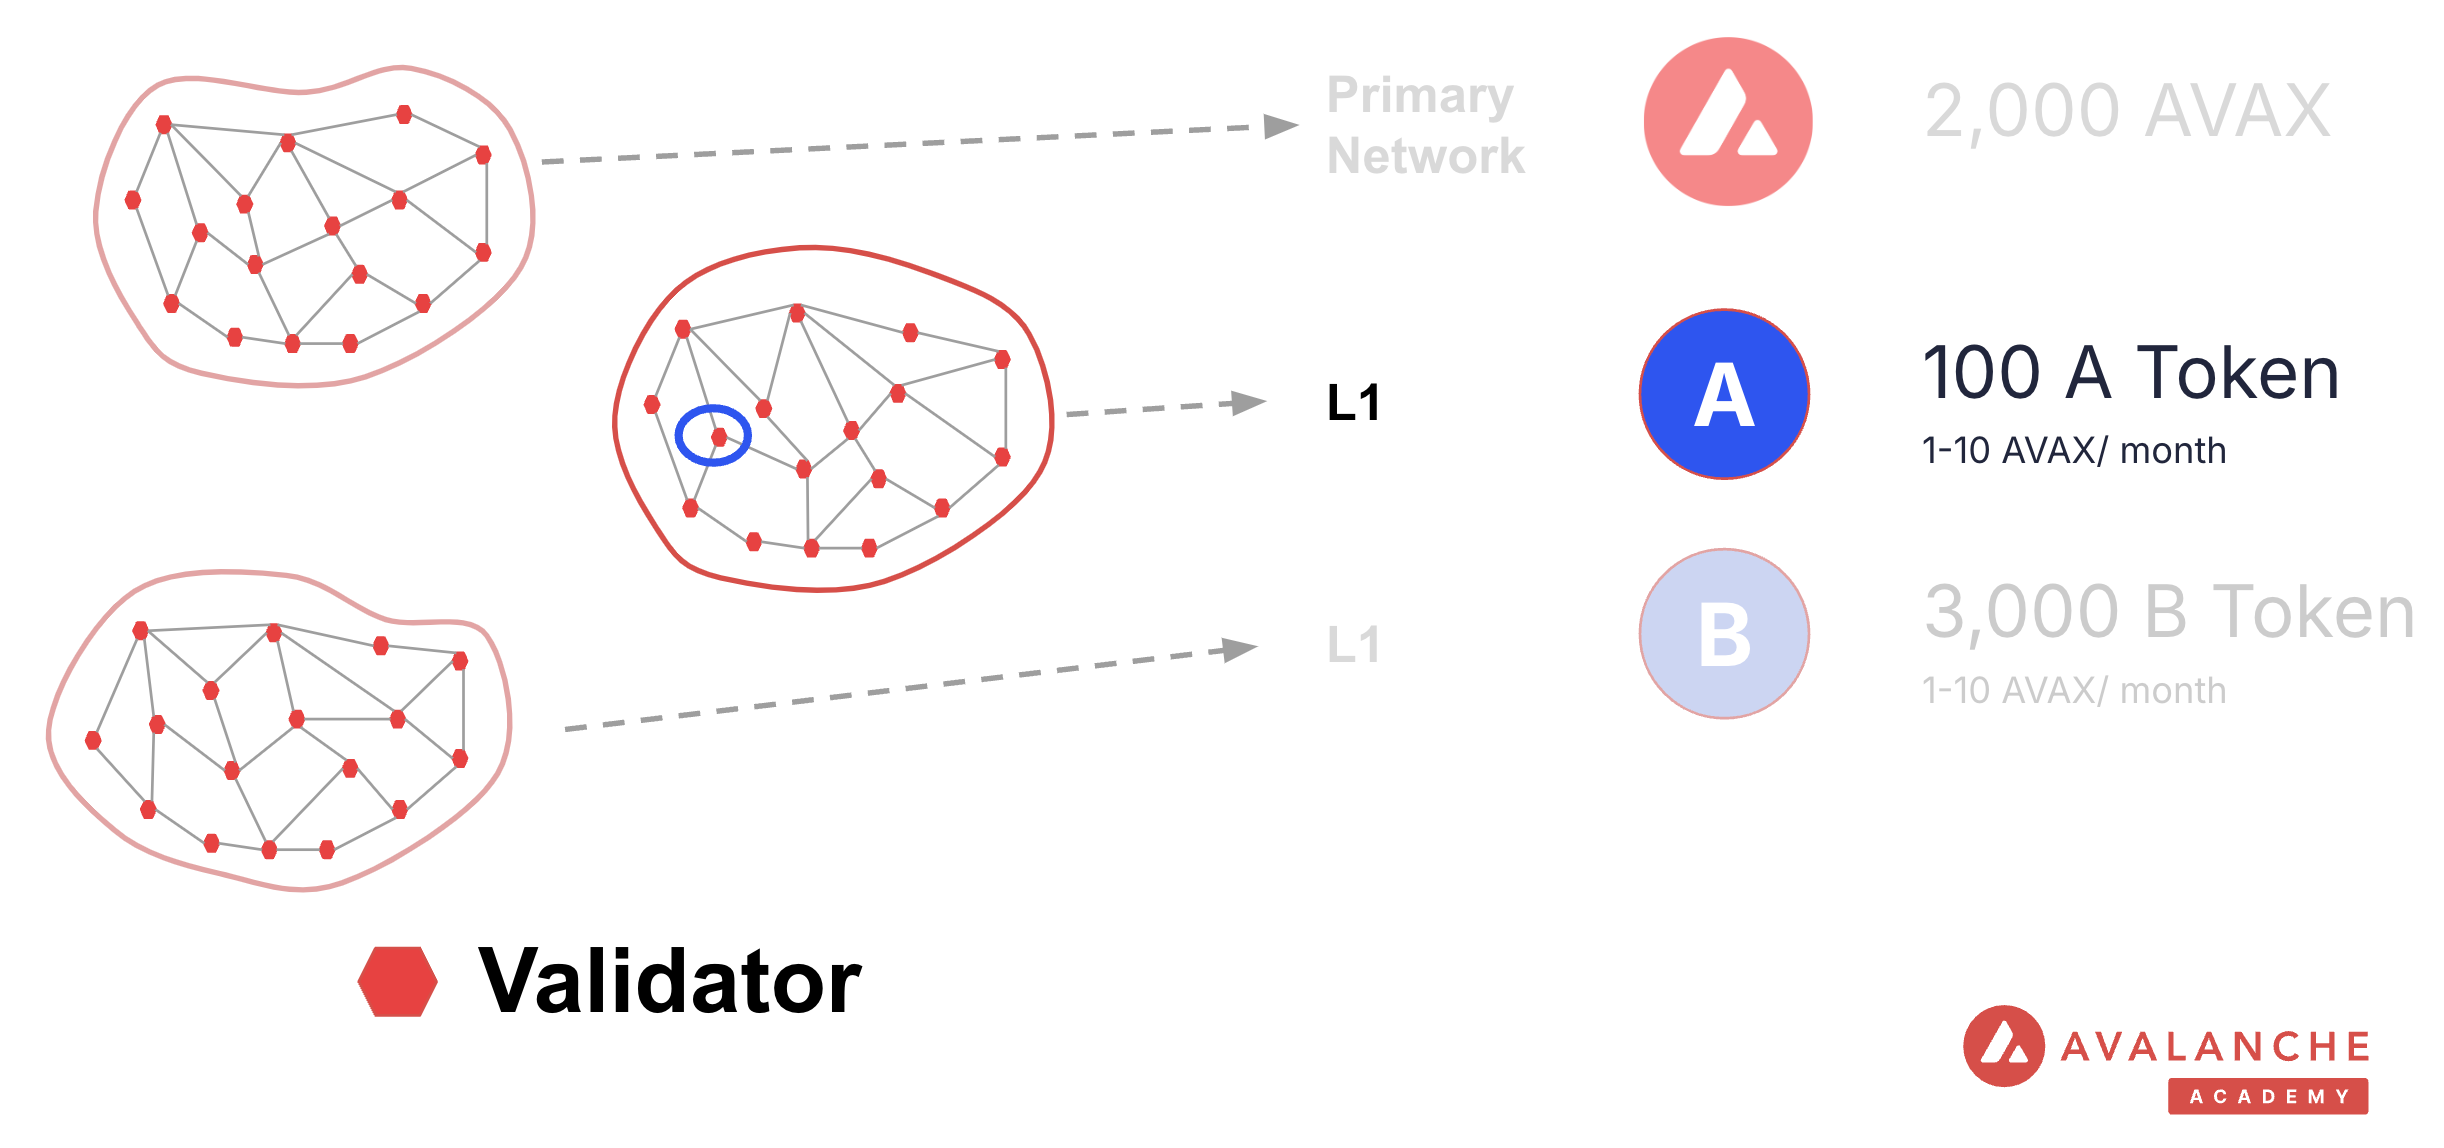 Primary
Network
2,000 AVAX
L1
A
100 A Token
1-10 AVAX/ month
L1
B
3,000 B Token
1-10 AVAX/ month
Validator
AVALANCHE
ACADEMY